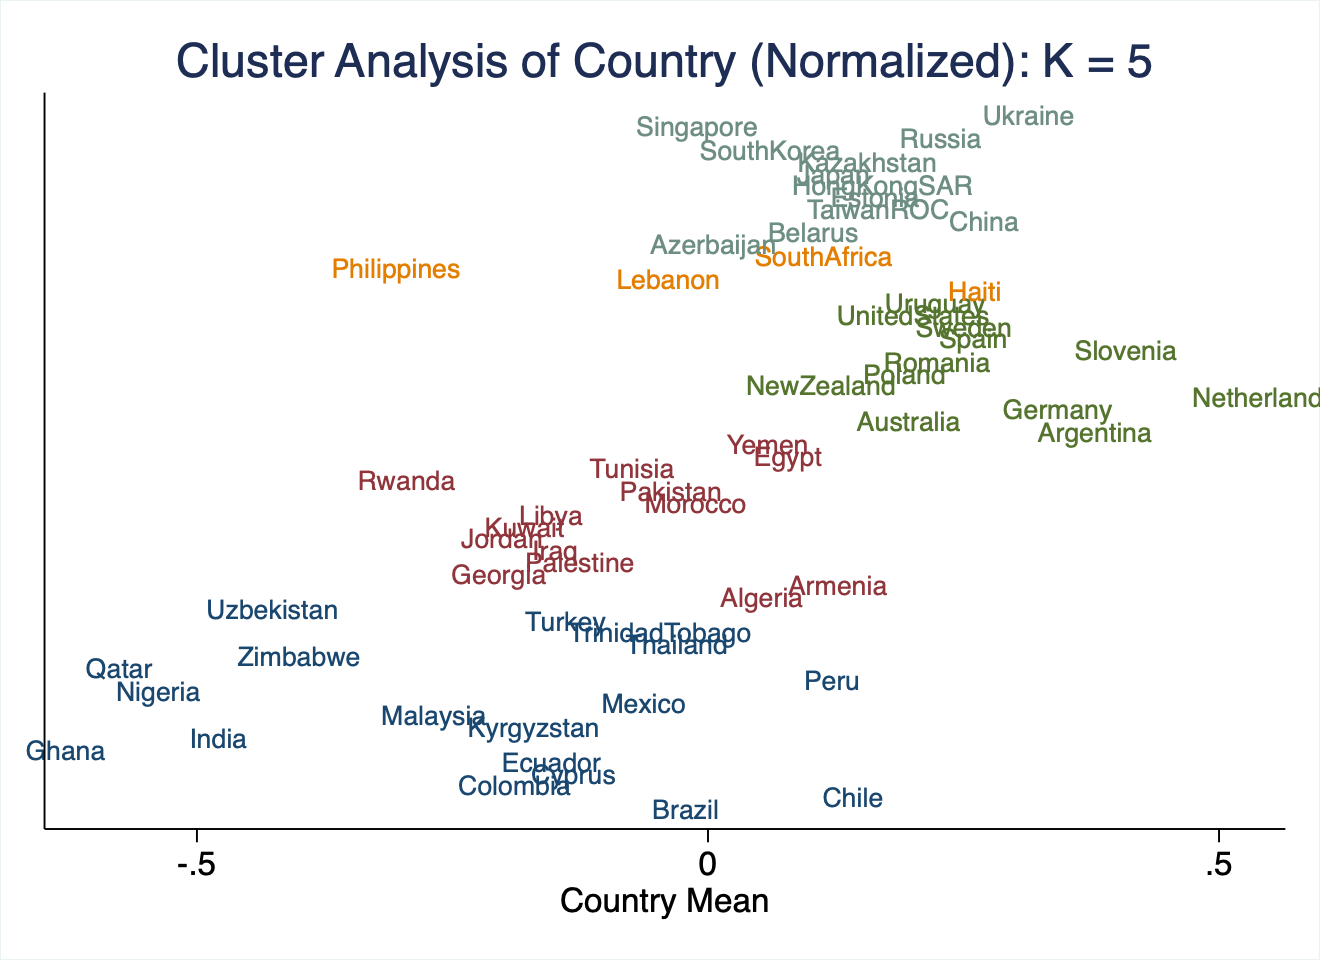 Cluster Analysis of Country (Normalized): K = 5
Ukraine
Singapore
Russia
SouthKorea
Kazakhstan
Japan
HongKongSAR
Estonia
TaiwanROC
China
Belarus
Azerbaijan
SouthAfrica
Philippines
Lebanon
Haiti
Uruguay
UnitedStates
Sweden
Spain
Slovenia
Romania
Poland
NewZealand
Netherland
Germany
Australia
Argentina
Yemen
Egypt
Tunisia
Rwanda
Pakistan
Morocco
Libya
Kuwait
Jordan
Iraq
Palestine
Georgia
Armenia
Algeria
Uzbekistan
Turkey
TrinidadTobago
Thailand
Zimbabwe
Qatar
Peru
Nigeria
Mexico
Malaysia
Kyrgyzstan
India
Ghana
Ecuador
Cyprus
Colombia
Chile
Brazil
-.5 0 .5
Country Mean